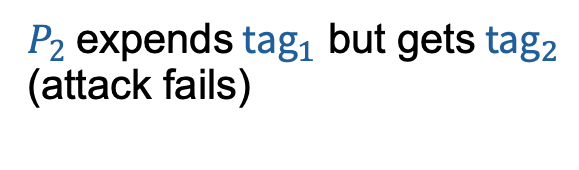 P₂ expends tag₁ but gets tag₂
(attack fails)